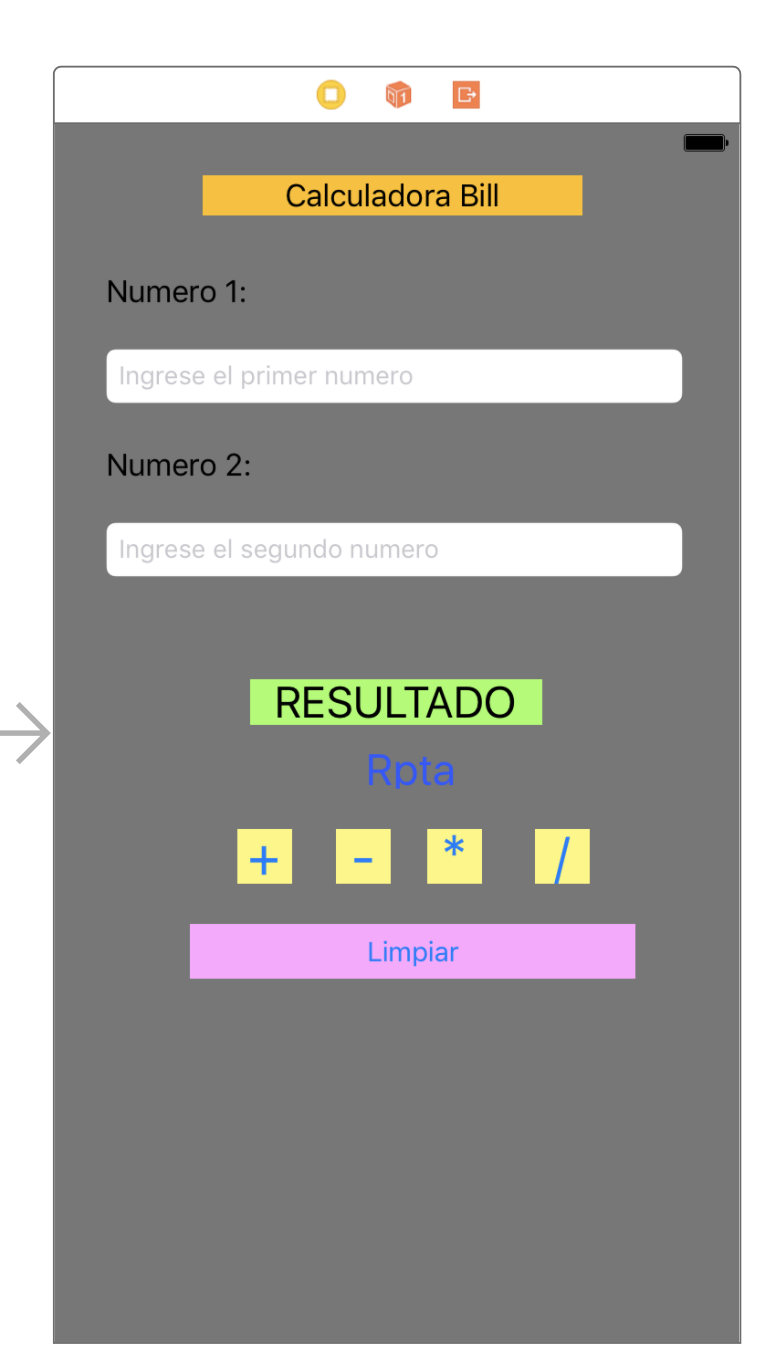 Calculadora Bill
Numero 1:
Ingrese el primer numero
Numero 2:
Ingrese el segundo numero
RESULTADO
Rpta
+ - * /
Limpiar